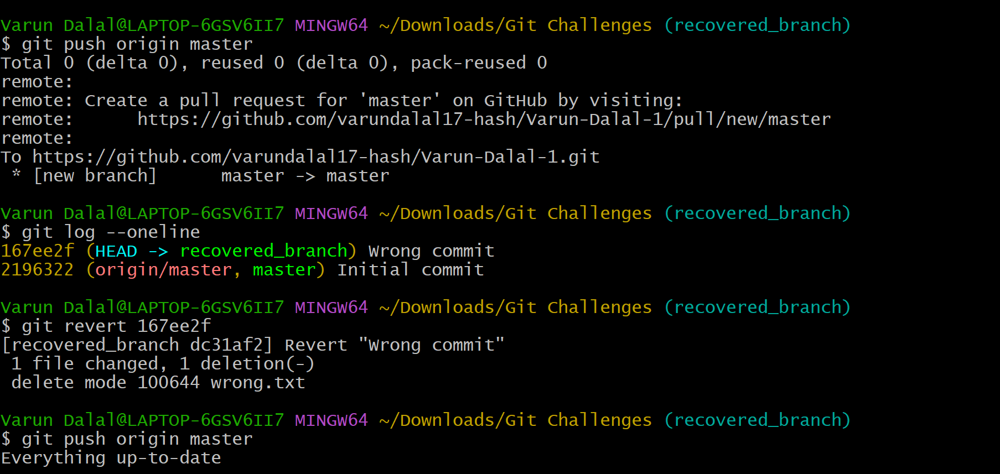 Varun Dalal@LAPTOP-6GSV6II7 MINGW64 ~/Downloads/Git Challenges (recovered_branch)
$ git push origin master
Total 0 (delta 0), reused 0 (delta 0), pack-reused 0
remote:
remote: Create a pull request for 'master' on GitHub by visiting:
remote:      https://github.com/varundalal17-hash/Varun-Dalal-1/pull/new/master
remote:
To https://github.com/varundalal17-hash/Varun-Dalal-1.git
 * [new branch]      master -> master
Varun Dalal@LAPTOP-6GSV6II7 MINGW64 ~/Downloads/Git Challenges (recovered_branch)
$ git log --oneline
167ee2f (HEAD -> recovered_branch) Wrong commit
2196322 (origin/master, master) Initial commit
Varun Dalal@LAPTOP-6GSV6II7 MINGW64 ~/Downloads/Git Challenges (recovered_branch)
$ git revert 167ee2f
[recovered_branch dc31af2] Revert "Wrong commit"
 1 file changed, 1 deletion(-)
 delete mode 100644 wrong.txt
Varun Dalal@LAPTOP-6GSV6II7 MINGW64 ~/Downloads/Git Challenges (recovered_branch)
$ git push origin master
Everything up-to-date